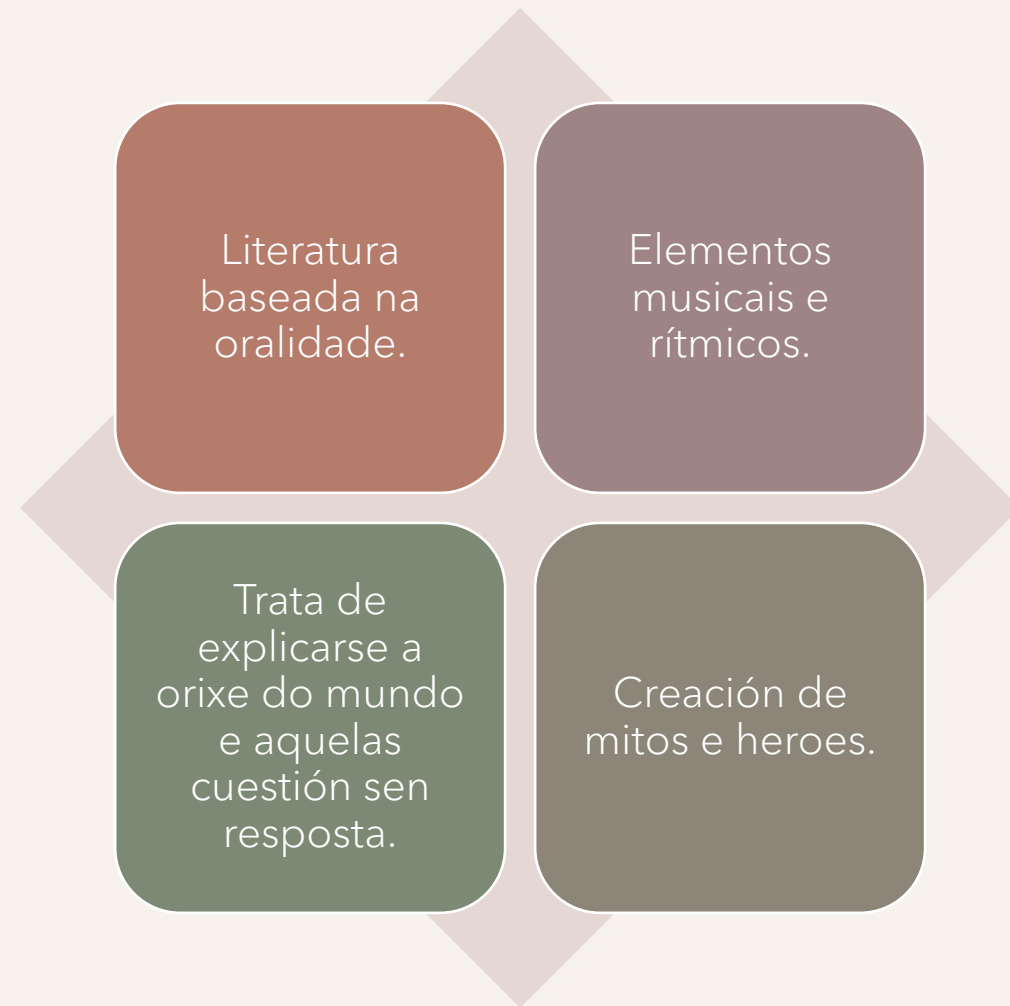 Literatura
baseada na
oralidade.
Elementos
musicais e
rítmicos.
Trata de
explicarse a
orixe do mundo
e aquelas
cuestión sen
resposta.
Creación de
mitos e heroes.